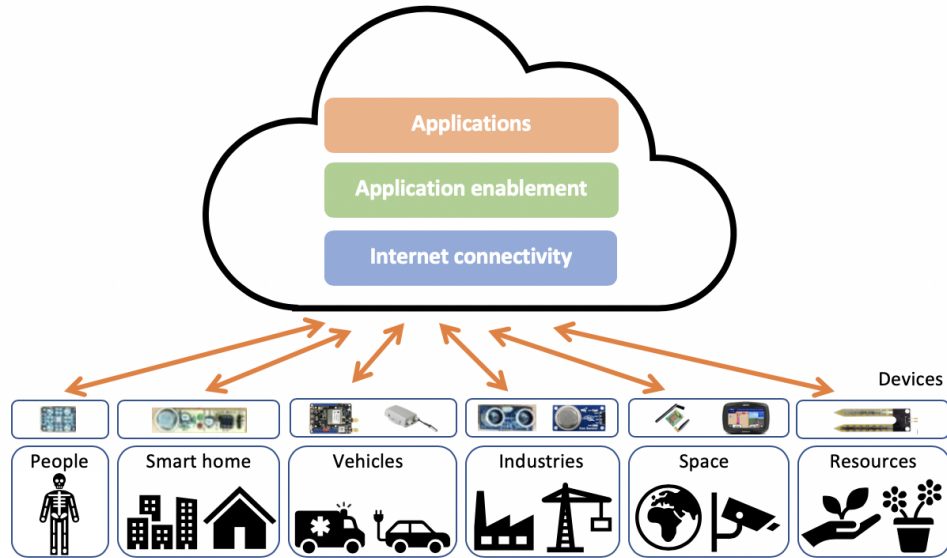 Applications
Application enablement
Internet connectivity
Devices
People
Smart home
Vehicles
Industries
Space
Resources